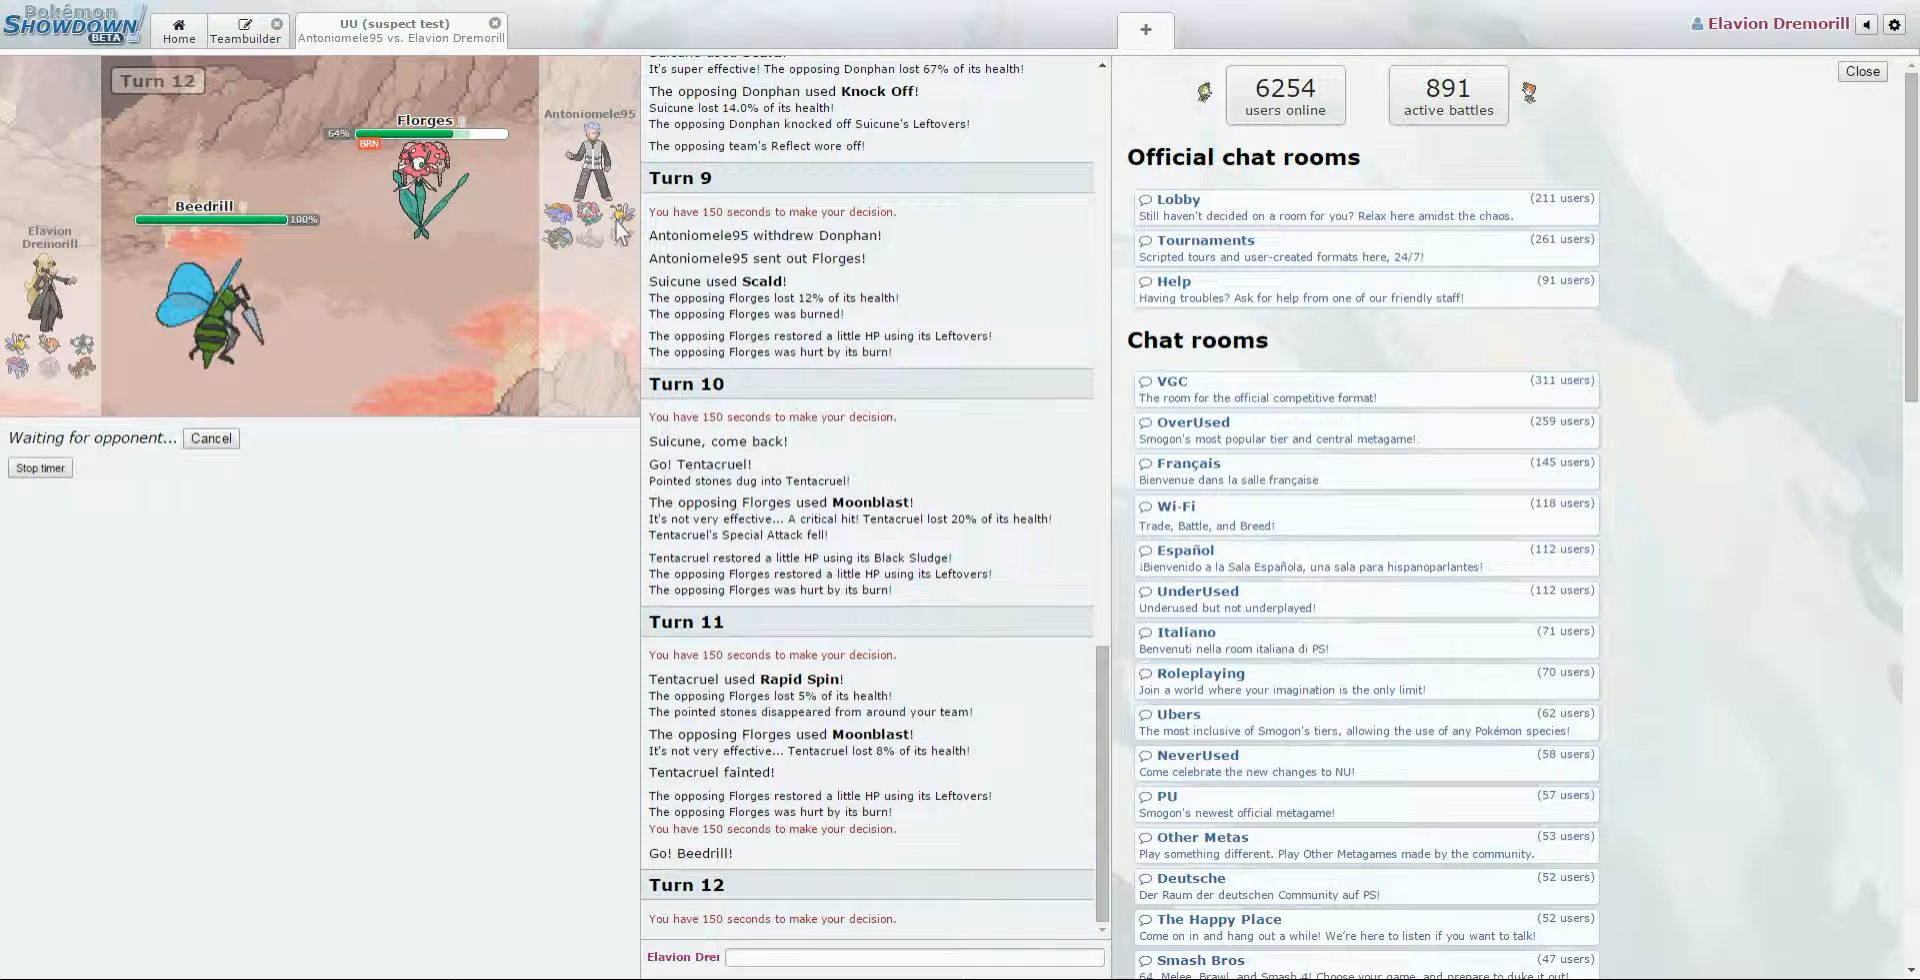 Pokémon
SHOWDOWN!
BETA
Home
Teambuilder
UU (suspect test)
Antoniomele95 vs. Elavion Dremorill
+
Elavion Dremorill
Turn 12
Florges
64%
BRN
Beedrill
100%
Elavion
Dremorill
Antoniomele95
Waiting for opponent... Cancel
Stop timer
It's super effective! The opposing Donphan lost 67% of its health!
The opposing Donphan used Knock Off!
Suicune lost 14.0% of its health!
The opposing Donphan knocked off Suicune's Leftovers!
The opposing team's Reflect wore off!
Turn 9
You have 150 seconds to make your decision.
Antoniomele95 withdrew Donphan!
Antoniomele95 sent out Florges!
Suicune used Scald!
The opposing Florges lost 12% of its health!
The opposing Florges was burned!
The opposing Florges restored a little HP using its Leftovers!
The opposing Florges was hurt by its burn!
Turn 10
You have 150 seconds to make your decision.
Suicune, come back!
Go! Tentacruel!
Pointed stones dug into Tentacruel!
The opposing Florges used Moonblast!
It's not very effective... A critical hit! Tentacruel lost 20% of its health!
Tentacruel's Special Attack fell!
Tentacruel restored a little HP using its Black Sludge!
The opposing Florges restored a little HP using its Leftovers!
The opposing Florges was hurt by its burn!
Turn 11
You have 150 seconds to make your decision.
Tentacruel used Rapid Spin!
The opposing Florges lost 5% of its health!
The pointed stones disappeared from around your team!
The opposing Florges used Moonblast!
It's not very effective... Tentacruel lost 8% of its health!
Tentacruel fainted!
The opposing Florges restored a little HP using its Leftovers!
The opposing Florges was hurt by its burn!
You have 150 seconds to make your decision.
Go! Beedrill!
Turn 12
You have 150 seconds to make your decision.
Elavion Drer
Close
6254
users online
891
active battles
Official chat rooms
Lobby (211 users)
Still haven't decided on a room for you? Relax here amidst the chaos.
Tournaments (261 users)
Scripted tours and user-created formats here, 24/7!
Help (91 users)
Having troubles? Ask for help from one of our friendly staff!
Chat rooms
VGC (311 users)
The room for the official competitive format!
OverUsed (259 users)
Smogon's most popular tier and central metagame!
Français (145 users)
Bienvenue dans la salle française
Wi-Fi (118 users)
Trade, Battle, and Breed!
Español (112 users)
¡Bienvenido a la Sala Española, una sala para hispanoparlantes!
UnderUsed (112 users)
Underused but not underplayed!
Italiano (71 users)
Benvenuti nella room italiana di PS!
Roleplaying (70 users)
Join a world where your imagination is the only limit!
Ubers (62 users)
The most inclusive of Smogon's tiers, allowing the use of any Pokémon species!
NeverUsed (58 users)
Come celebrate the new changes to NU!
PU (57 users)
Smogon's newest official metagame!
Other Metas (53 users)
Play something different. Play Other Metagames made by the community.
Deutsche (52 users)
Der Raum der deutschen Community auf PS!
The Happy Place (52 users)
Come on in and hang out a while! We're here to listen if you want to talk!
Smash Bros (47 users)
64, Melee, Brawl, and Smash 4! Choose your game, and prepare to duke it out!